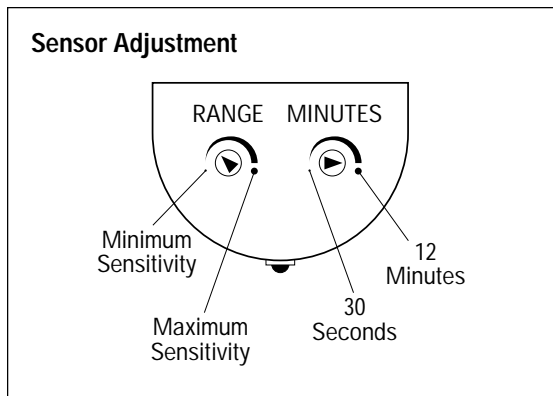 Sensor Adjustment
RANGE MINUTES
Minimum
Sensitivity
Maximum
Sensitivity
30
Seconds
12
Minutes